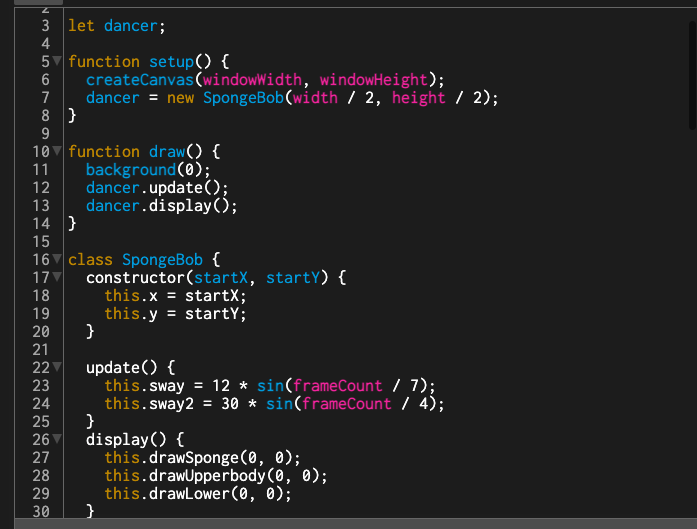 2
3 let dancer;
4
5 function setup() {
6   createCanvas(windowWidth, windowHeight);
7   dancer = new SpongeBob(width / 2, height / 2);
8 }
9
10 function draw() {
11   background(0);
12   dancer.update();
13   dancer.display();
14 }
15
16 class SpongeBob {
17   constructor(startX, startY) {
18     this.x = startX;
19     this.y = startY;
20   }
21
22   update() {
23     this.sway = 12 * sin(frameCount / 7);
24     this.sway2 = 30 * sin(frameCount / 4);
25   }
26   display() {
27     this.drawSponge(0, 0);
28     this.drawUpperbody(0, 0);
29     this.drawLower(0, 0);
30   }